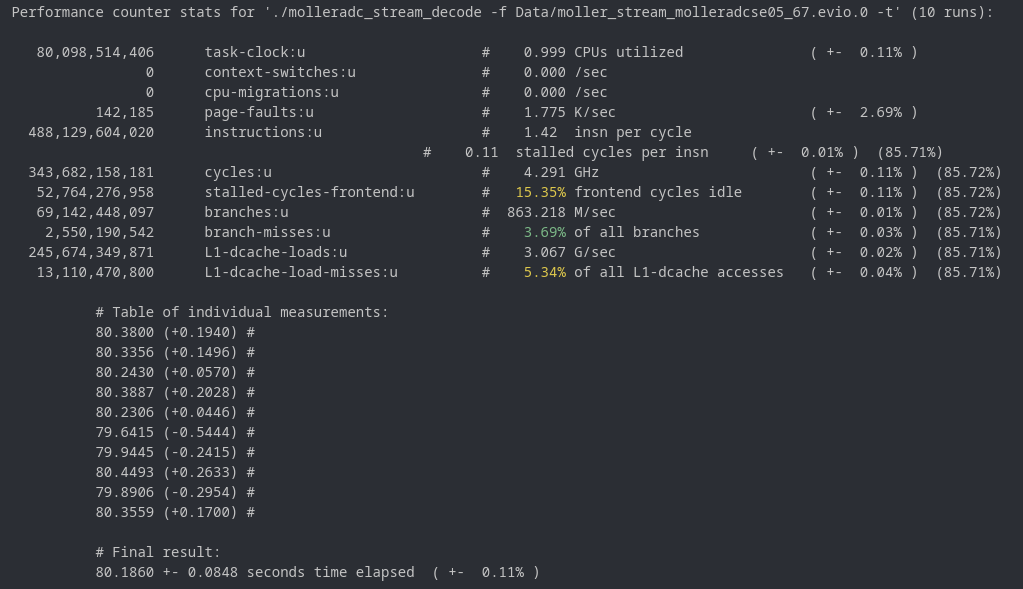 Performance counter stats for './molleradc_stream_decode -f Data/moller_stream_molleradcse05_67.evio.0 -t' (10 runs):
80,098,514,406 task-clock:u # 0.999 CPUs utilized ( +- 0.11% )
0 context-switches:u # 0.000 /sec
0 cpu-migrations:u # 0.000 /sec
142,185 page-faults:u # 1.775 K/sec ( +- 2.69% )
488,129,604,020 instructions:u # 1.42 insn per cycle
# 0.11 stalled cycles per insn ( +- 0.01% ) (85.71%)
343,682,158,181 cycles:u # 4.291 GHz ( +- 0.11% ) (85.72%)
52,764,276,958 stalled-cycles-frontend:u # 15.35% frontend cycles idle ( +- 0.11% ) (85.72%)
69,142,448,097 branches:u # 863.218 M/sec ( +- 0.01% ) (85.72%)
2,550,190,542 branch-misses:u # 3.69% of all branches ( +- 0.03% ) (85.71%)
245,674,349,871 L1-dcache-loads:u # 3.067 G/sec ( +- 0.02% ) (85.71%)
13,110,470,800 L1-dcache-load-misses:u # 5.34% of all L1-dcache accesses ( +- 0.04% ) (85.71%)
# Table of individual measurements:
80.3800 (+0.1940) #
80.3356 (+0.1496) #
80.2430 (+0.0570) #
80.3887 (+0.2028) #
80.2306 (+0.0446) #
79.6415 (-0.5444) #
79.9445 (-0.2415) #
80.4493 (+0.2633) #
79.8906 (-0.2954) #
80.3559 (+0.1700) #
# Final result:
80.1860 +- 0.0848 seconds time elapsed ( +- 0.11% )